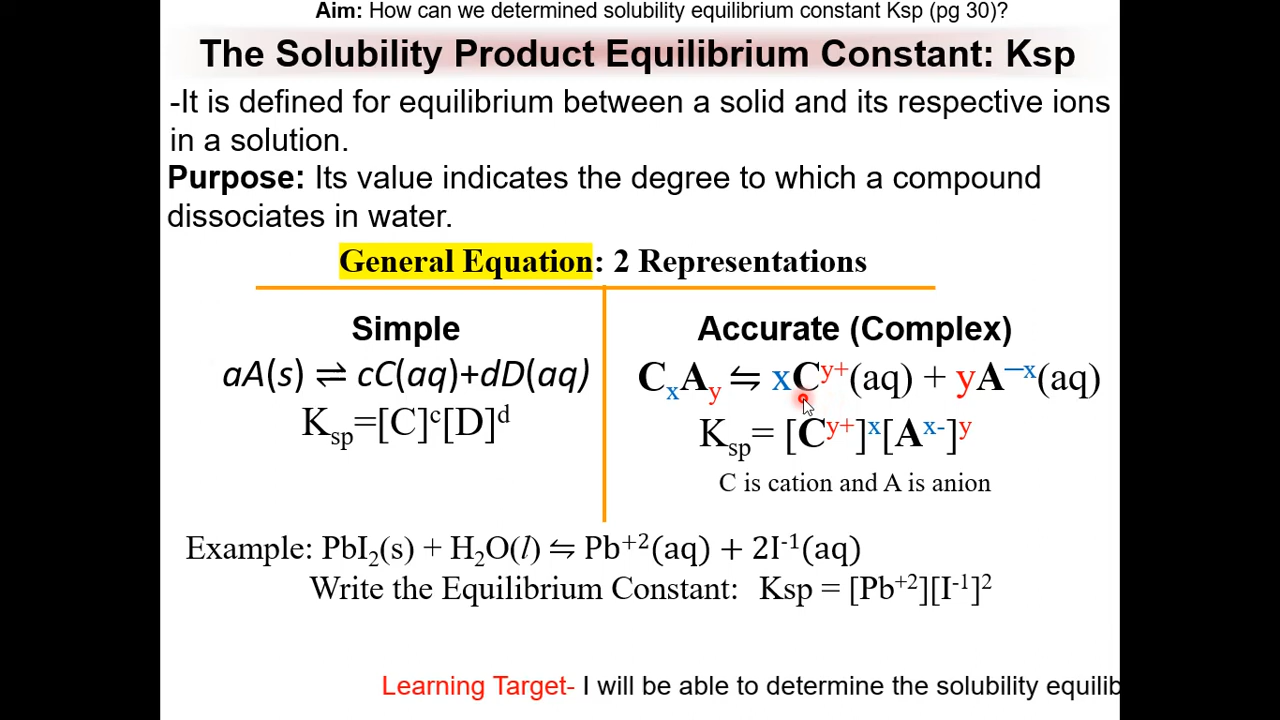 Aim: How can we determined solubility equilibrium constant Ksp (pg 30)?
The Solubility Product Equilibrium Constant: Ksp
-It is defined for equilibrium between a solid and its respective ions
in a solution.
Purpose: Its value indicates the degree to which a compound
dissociates in water.
General Equation: 2 Representations
Simple
aA(s) ⇌ cC(aq)+dD(aq)
Kₛₚ=[C]ᶜ[D]ᵈ
Accurate (Complex)
CₓAᵧ ⇋ xCʸ⁺(aq) + yA⁻ˣ(aq)
Kₛₚ= [Cʸ⁺]ˣ[Aˣ⁻]ʸ
C is cation and A is anion
Example: PbI₂(s) + H₂O(l) ⇋ Pb⁺²(aq) + 2I⁻¹(aq)
Write the Equilibrium Constant: Ksp = [Pb⁺²][I⁻¹]²
Learning Target- I will be able to determine the solubility equilib